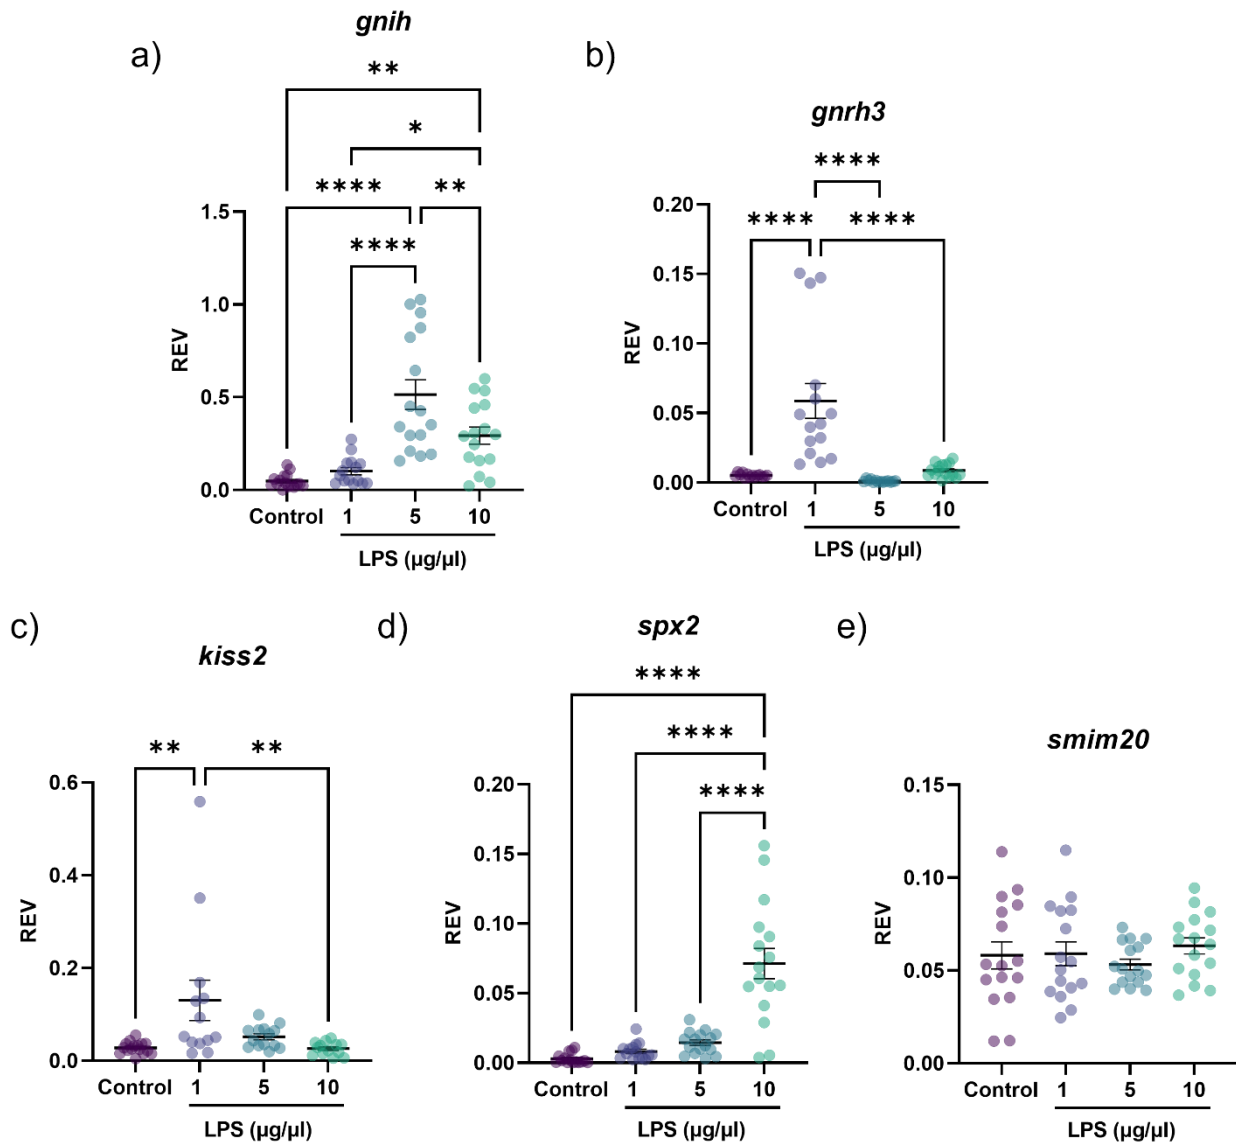 a)
gnih
**
*
****
**
****
1.5
1.0
0.5
0.0
REV
Control
1
5
10
LPS (µg/µl)
b)
gnrh3
****
****
****
0.20
0.15
0.10
0.05
0.00
REV
Control
1
5
10
LPS (µg/µl)
c)
kiss2
**
**
0.6
0.4
0.2
0.0
REV
Control
1
5
10
LPS (µg/µl)
d)
spx2
****
****
****
0.20
0.15
0.10
0.05
0.00
REV
Control
1
5
10
LPS (µg/µl)
e)
smim20
0.15
0.10
0.05
0.00
REV
Control
1
5
10
LPS (µg/µl)